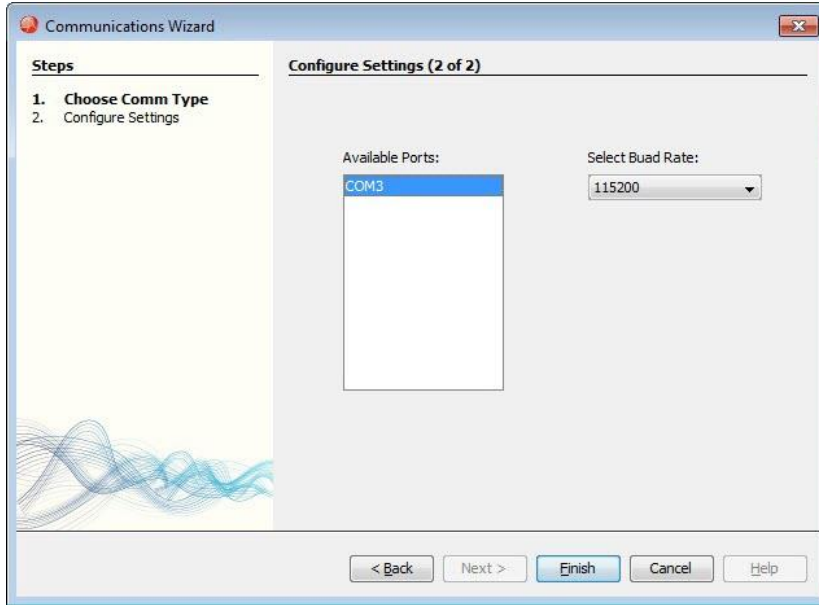 Communications Wizard
Steps
1. Choose Comm Type
2. Configure Settings
Configure Settings (2 of 2)
Available Ports:
COM3
Select Buad Rate:
115200
< Back
Next >
Finish
Cancel
Help